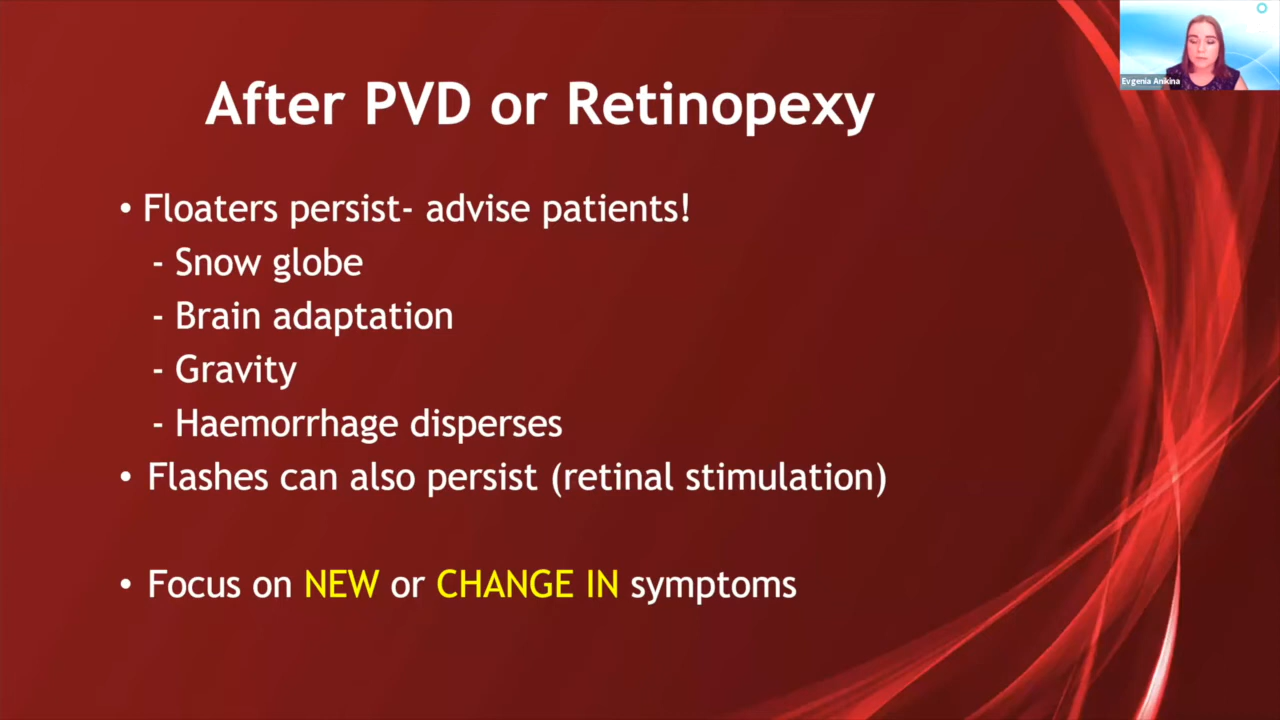 Evgenia Anikina
After PVD or Retinopexy
• Floaters persist- advise patients!
- Snow globe
- Brain adaptation
- Gravity
- Haemorrhage disperses
• Flashes can also persist (retinal stimulation)
• Focus on NEW or CHANGE IN symptoms